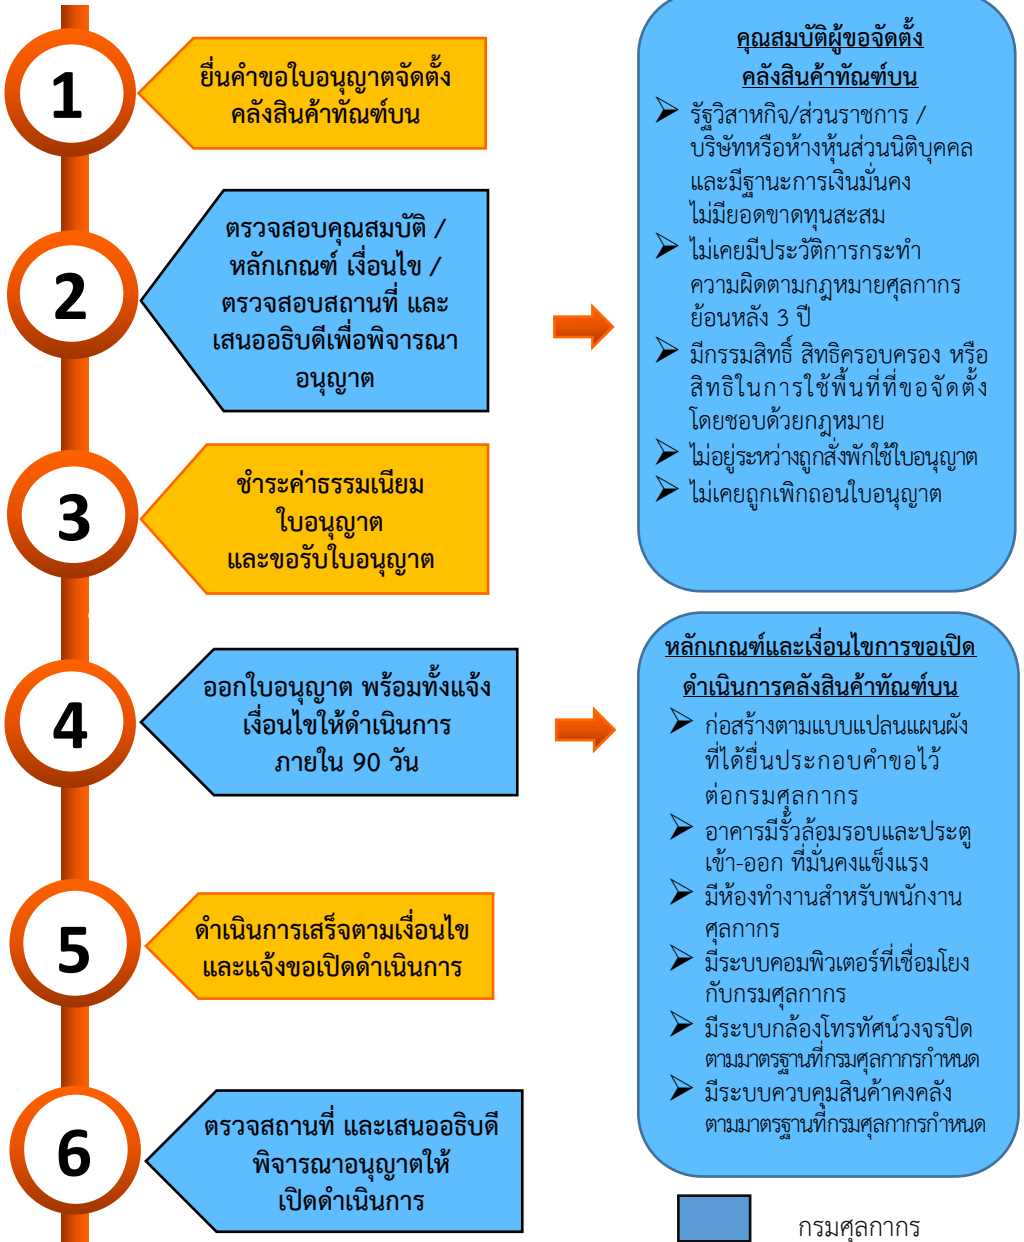 1
ยื่นคำขอใบอนุญาตจัดตั้ง
คลังสินค้าทัณฑ์บน
2
ตรวจสอบคุณสมบัติ /
หลักเกณฑ์ เงื่อนไข /
ตรวจสอบสถานที่ และ
เสนออธิบดีเพื่อพิจารณา
อนุญาต
3
ชำระค่าธรรมเนียม
ใบอนุญาต
และขอรับใบอนุญาต
4
ออกใบอนุญาต พร้อมทั้งแจ้ง
เงื่อนไขให้ดำเนินการ
ภายใน 90 วัน
5
ดำเนินการเสร็จตามเงื่อนไข
และแจ้งขอเปิดดำเนินการ
6
ตรวจสถานที่ และเสนออธิบดี
พิจารณาอนุญาตให้
เปิดดำเนินการ
คุณสมบัติผู้ขอจัดตั้ง
คลังสินค้าทัณฑ์บน
➢ รัฐวิสาหกิจ/ส่วนราชการ /
บริษัทหรือห้างหุ้นส่วนนิติบุคคล
และมีฐานะการเงินมั่นคง
ไม่มียอดขาดทุนสะสม
➢ ไม่เคยมีประวัติการกระทำ
ความผิดตามกฎหมายศุลกากร
ย้อนหลัง 3 ปี
➢ มีกรรมสิทธิ์ สิทธิครอบครอง หรือ
สิทธิในการใช้พื้นที่ที่ขอจัดตั้ง
โดยชอบด้วยกฎหมาย
➢ ไม่อยู่ระหว่างถูกสั่งพักใช้ใบอนุญาต
➢ ไม่เคยถูกเพิกถอนใบอนุญาต
หลักเกณฑ์และเงื่อนไขการขอเปิด
ดำเนินการคลังสินค้าทัณฑ์บน
➢ ก่อสร้างตามแบบแปลนแผนผัง
ที่ได้ยื่นประกอบคำขอไว้
ต่อกรมศุลกากร
➢ อาคารมีรั้วล้อมรอบและประตู
เข้า-ออก ที่มั่นคงแข็งแรง
➢ มีห้องทำงานสำหรับพนักงาน
ศุลกากร
➢ มีระบบคอมพิวเตอร์ที่เชื่อมโยง
กับกรมศุลกากร
➢ มีระบบกล้องโทรทัศน์วงจรปิด
ตามมาตรฐานที่กรมศุลกากรกำหนด
➢ มีระบบควบคุมสินค้าคงคลัง
ตามมาตรฐานที่กรมศุลกากรกำหนด
กรมศุลกากร